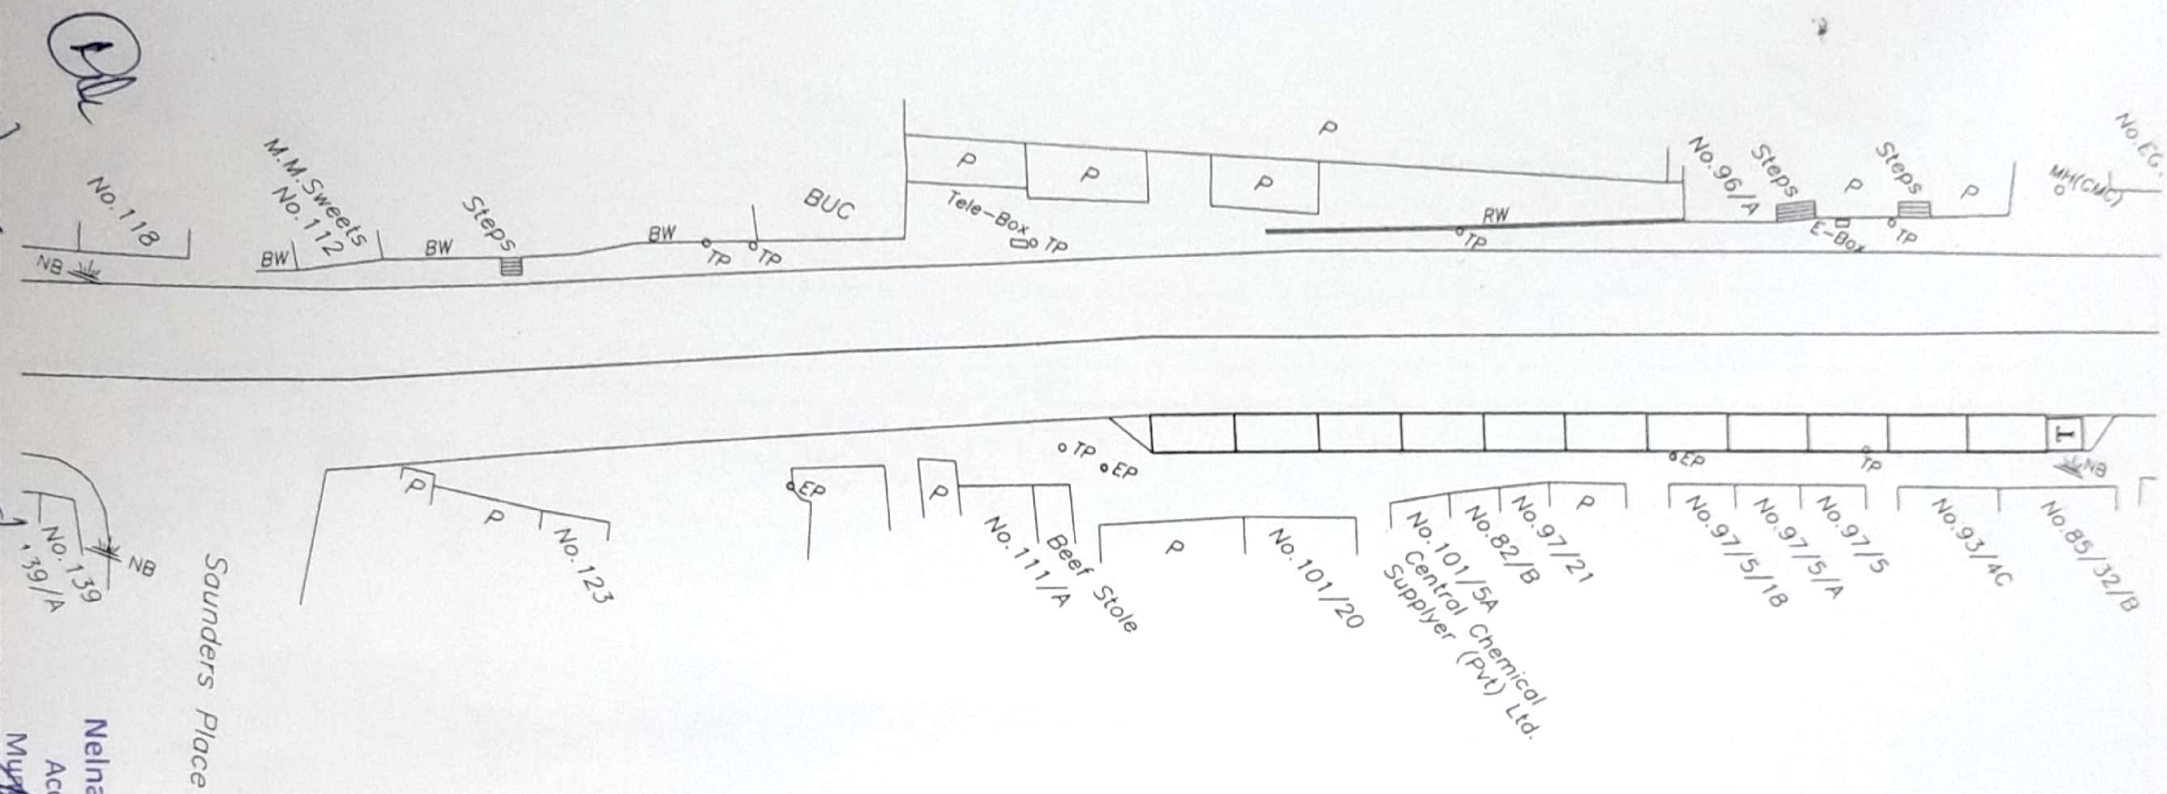 P
No.118
M.M.Sweets
No.112
Steps
BUC
P
P
P
No.96/A
Steps
P
Steps
P
MH(CMC)
NB
BW
BW
BW
TP
TP
Tele-Box
TP
RW
TP
E-Box
TP
TP
EP
EP
TP
T
NB
P
P
No.123
EP
P
No.111/A
Beef Stole
P
No.101/20
No.101/5A
Central Chemical
Supplyer (Pvt) Ltd.
No.82/B
No.97/21
P
No.97/5/18
No.97/5/A
No.97/5
No.93/4C
No.85/32/B
No.139
NB
Saunders Place